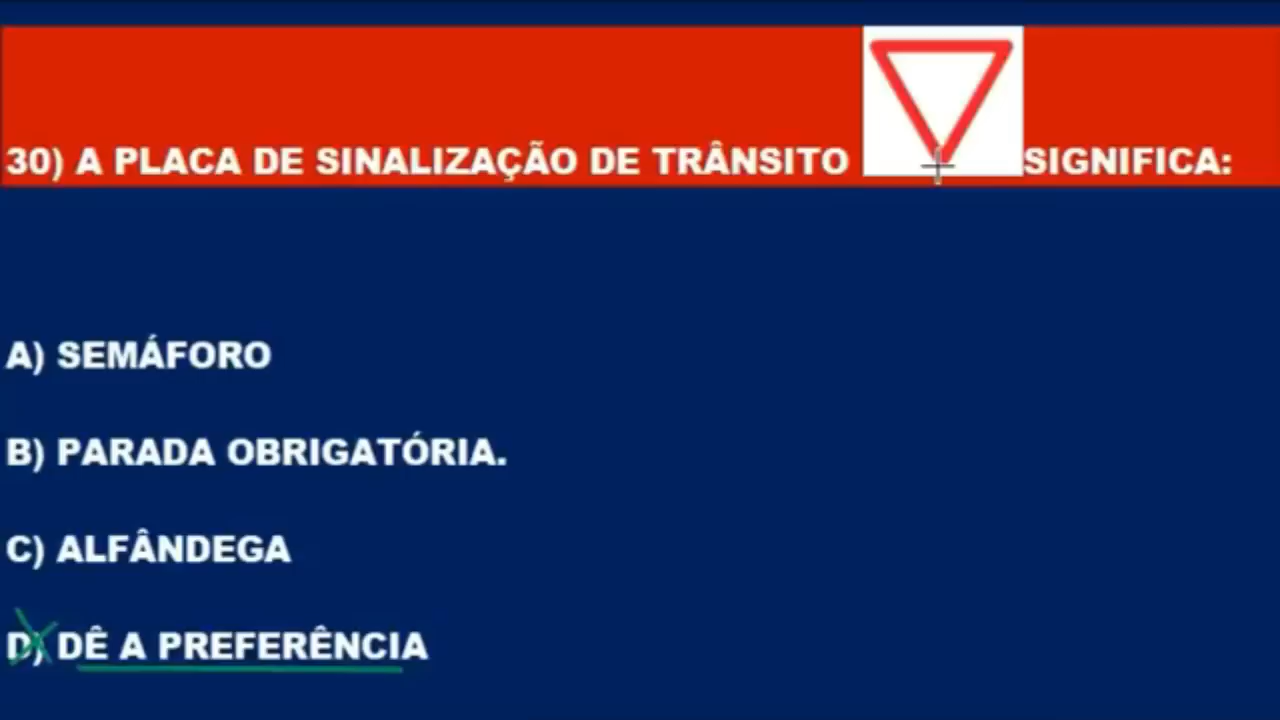 30) A PLACA DE SINALIZAÇÃO DE TRÂNSITO SIGNIFICA:
A) SEMÁFORO
B) PARADA OBRIGATÓRIA.
C) ALFÂNDEGA
D) DÊ A PREFERÊNCIA